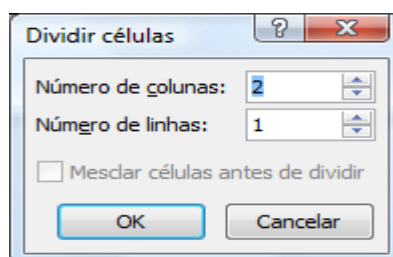 Dividir células
Número de colunas: 2
Número de linhas: 1
Mesclar células antes de dividir
OK Cancelar